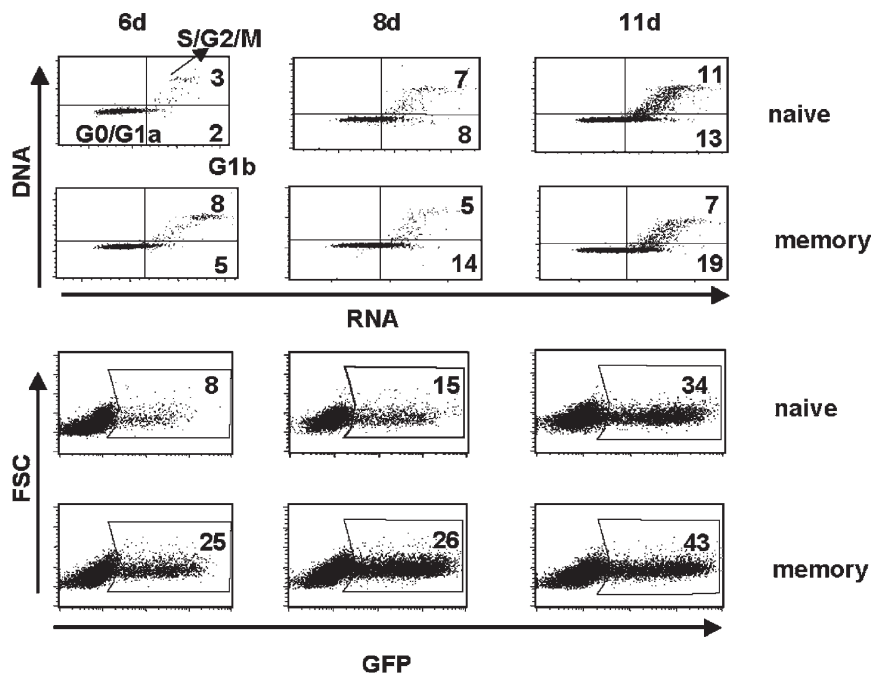 6d 8d 11d
S/G2/M
3 7 11
naive
G0/G1a 2 8 13
G1b
DNA
8 5 7
memory
5 14 19
RNA
8 15 34
naive
FSC
25 26 43
memory
GFP